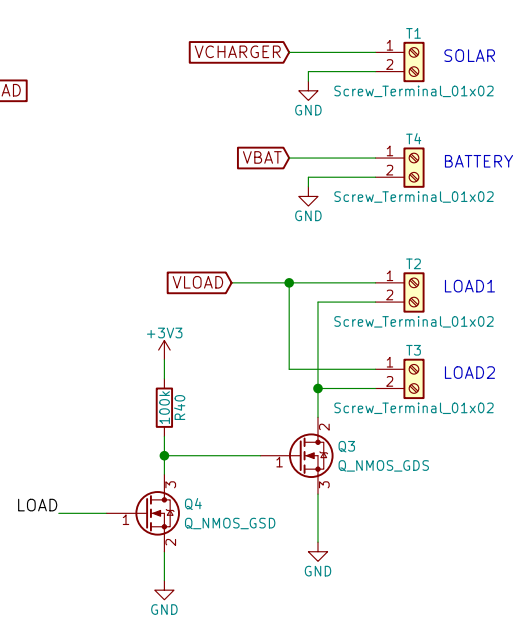 T1
VCHARGER
1
SOLAR
2
AD
Screw_Terminal_01x02
GND
T4
VBAT
1
BATTERY
2
Screw_Terminal_01x02
GND
T2
VLOAD
1
LOAD1
2
Screw_Terminal_01x02
+3V3
T3
1
LOAD2
2
100k
R40
Screw_Terminal_01x02
2
Q3
1
Q_NMOS_GDS
3
3
LOAD
Q4
1
Q_NMOS_GSD
2
GND
GND